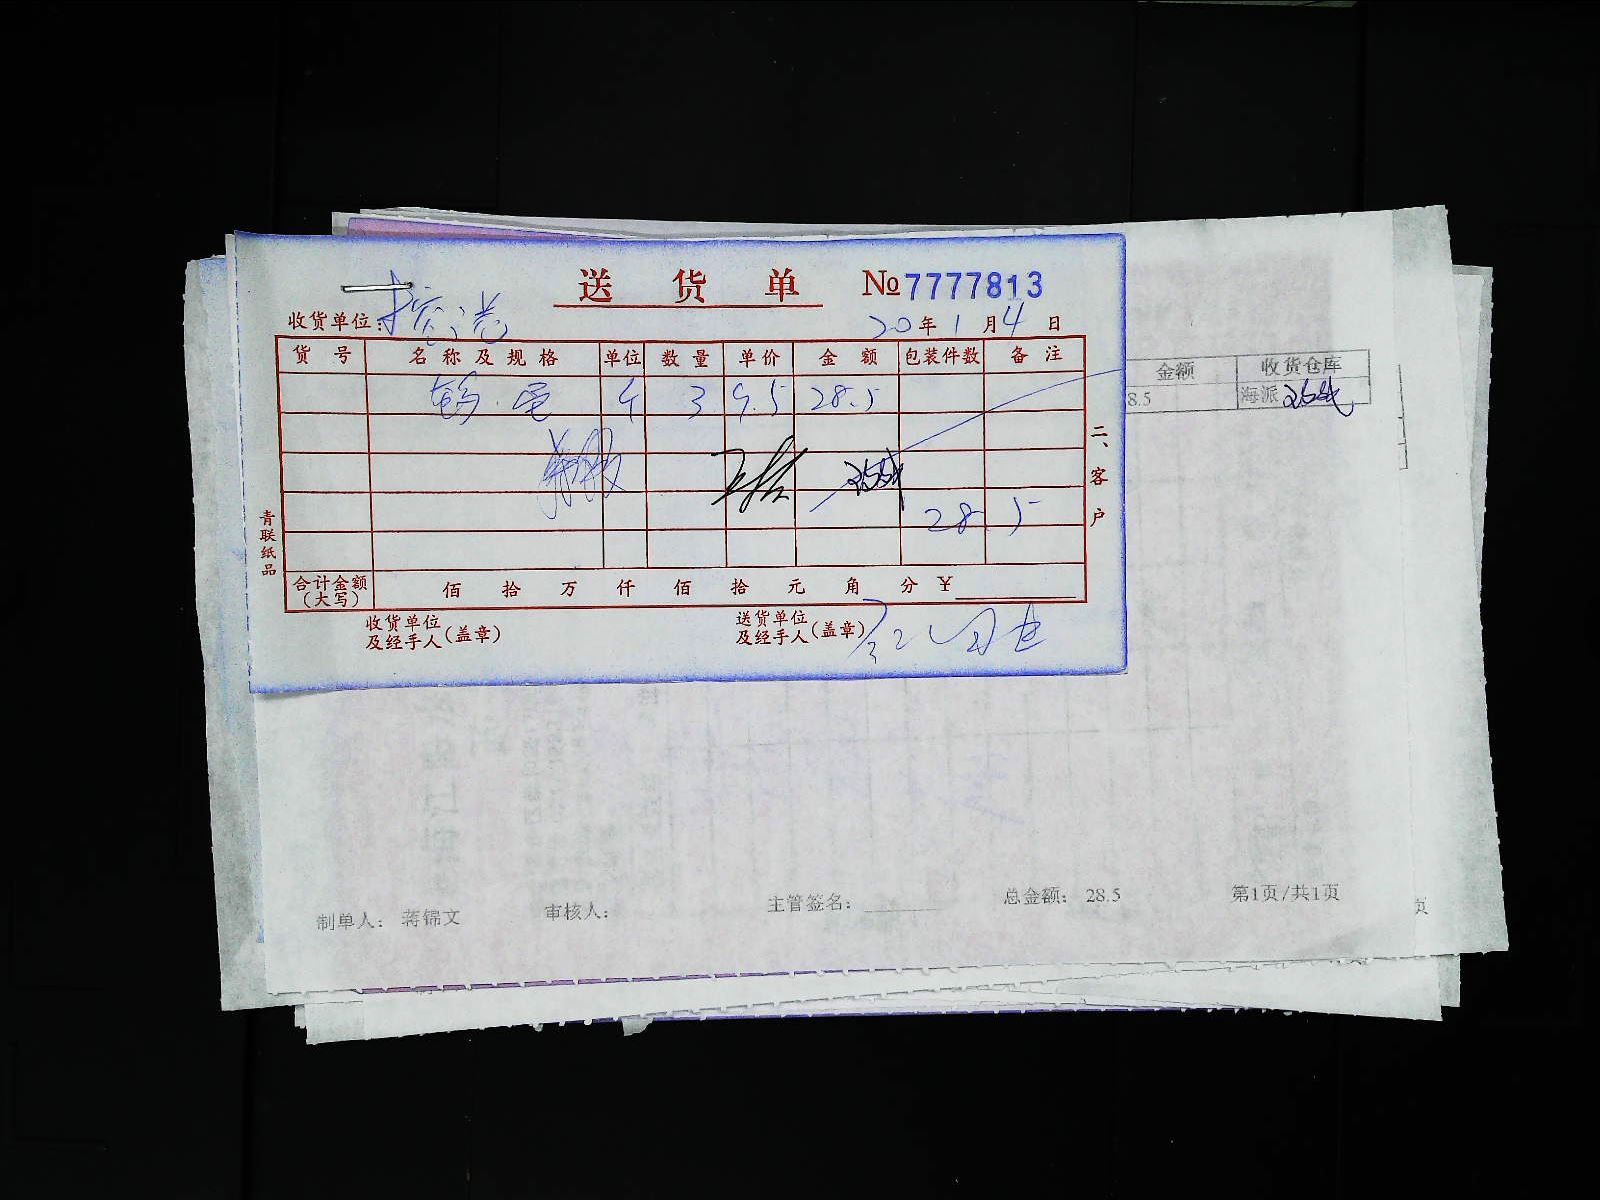 送货单 №7777813
收货单位：
20年1月4日
货号 名称及规格 单位 数量 单价 金额 包装件数 备注
3 9.5 28.5
28.5
合计金额（大写） 佰 拾 万 仟 佰 拾 元 角 分 ¥
收货单位及经手人（盖章）
送货单位及经手人（盖章）
二、客户
青联纸品
金额 收货仓库
8.5 海派
制单人： 蒋锦文 审核人： 主管签名： 总金额： 28.5 第1页/共1页
页